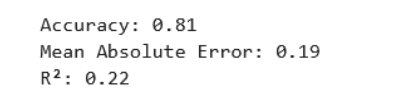 Accuracy: 0.81
Mean Absolute Error: 0.19
R²: 0.22